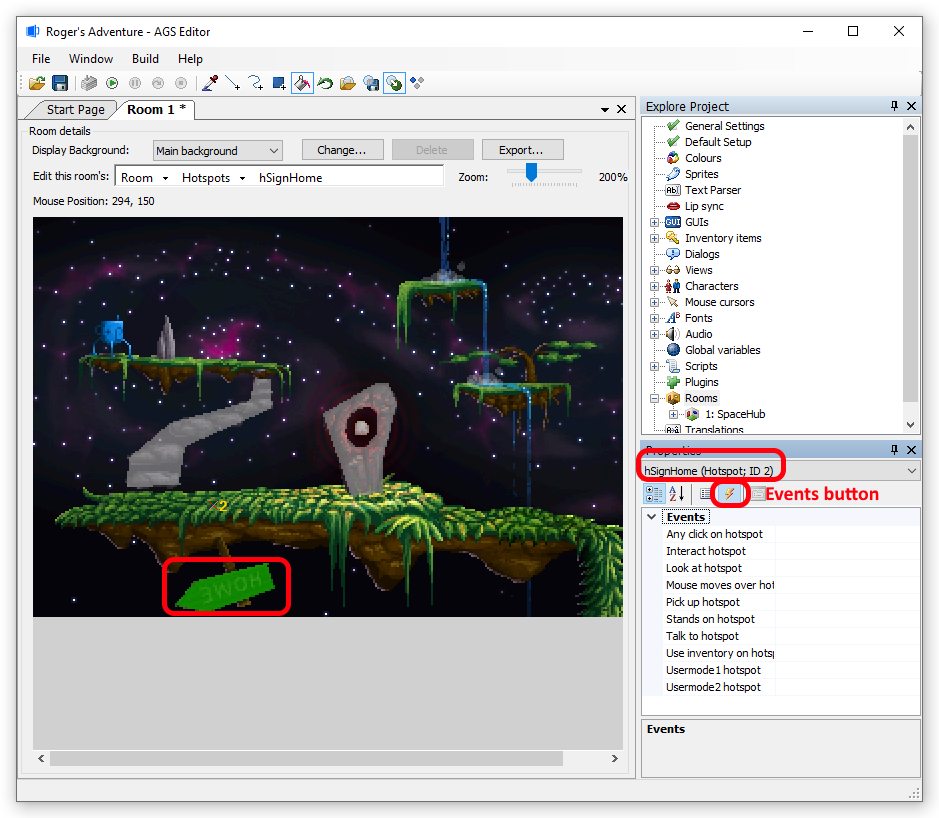 Roger's Adventure - AGS Editor
File Window Build Help
Start Page Room 1 *
Room details
Display Background: Main background Change... Delete Export...
Edit this room's: Room Hotspots hSignHome Zoom: 200%
Mouse Position: 294, 150
2
HOME
Explore Project
General Settings
Default Setup
Colours
Sprites
Text Parser
Lip sync
GUIs
Inventory items
Dialogs
Views
Characters
Mouse cursors
Fonts
Audio
Global variables
Scripts
Plugins
Rooms
1: SpaceHub
Translations
Properties
hSignHome (Hotspot; ID 2)
Events button
Events
Any click on hotspot
Interact hotspot
Look at hotspot
Mouse moves over hot
Pick up hotspot
Stands on hotspot
Talk to hotspot
Use inventory on hotsp
Usermode1 hotspot
Usermode2 hotspot
Events